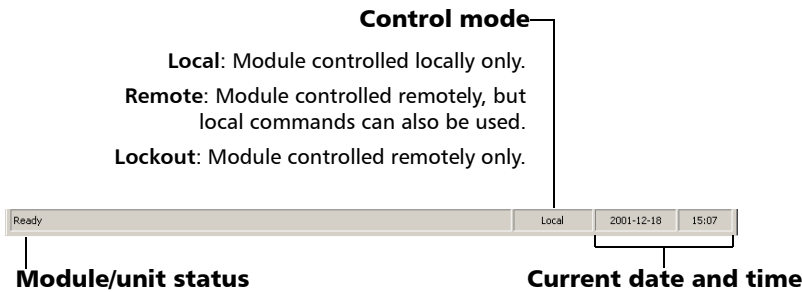 Control mode
Local: Module controlled locally only.
Remote: Module controlled remotely, but
local commands can also be used.
Lockout: Module controlled remotely only.
Ready Local 2001-12-18 15:07
Module/unit status Current date and time